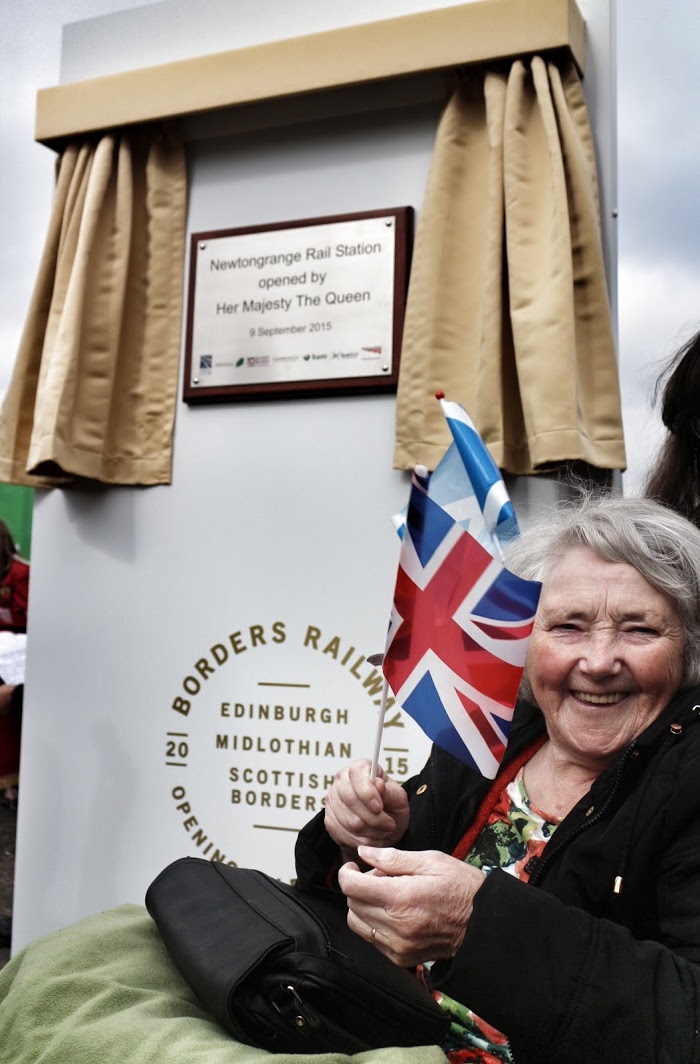 Newtongrange Rail Station
opened by
Her Majesty The Queen
9 September 2015
BORDERS RAILWAY
EDINBURGH
MIDLOTHIAN
SCOTTISH
BORDERS
20
15
OPENING